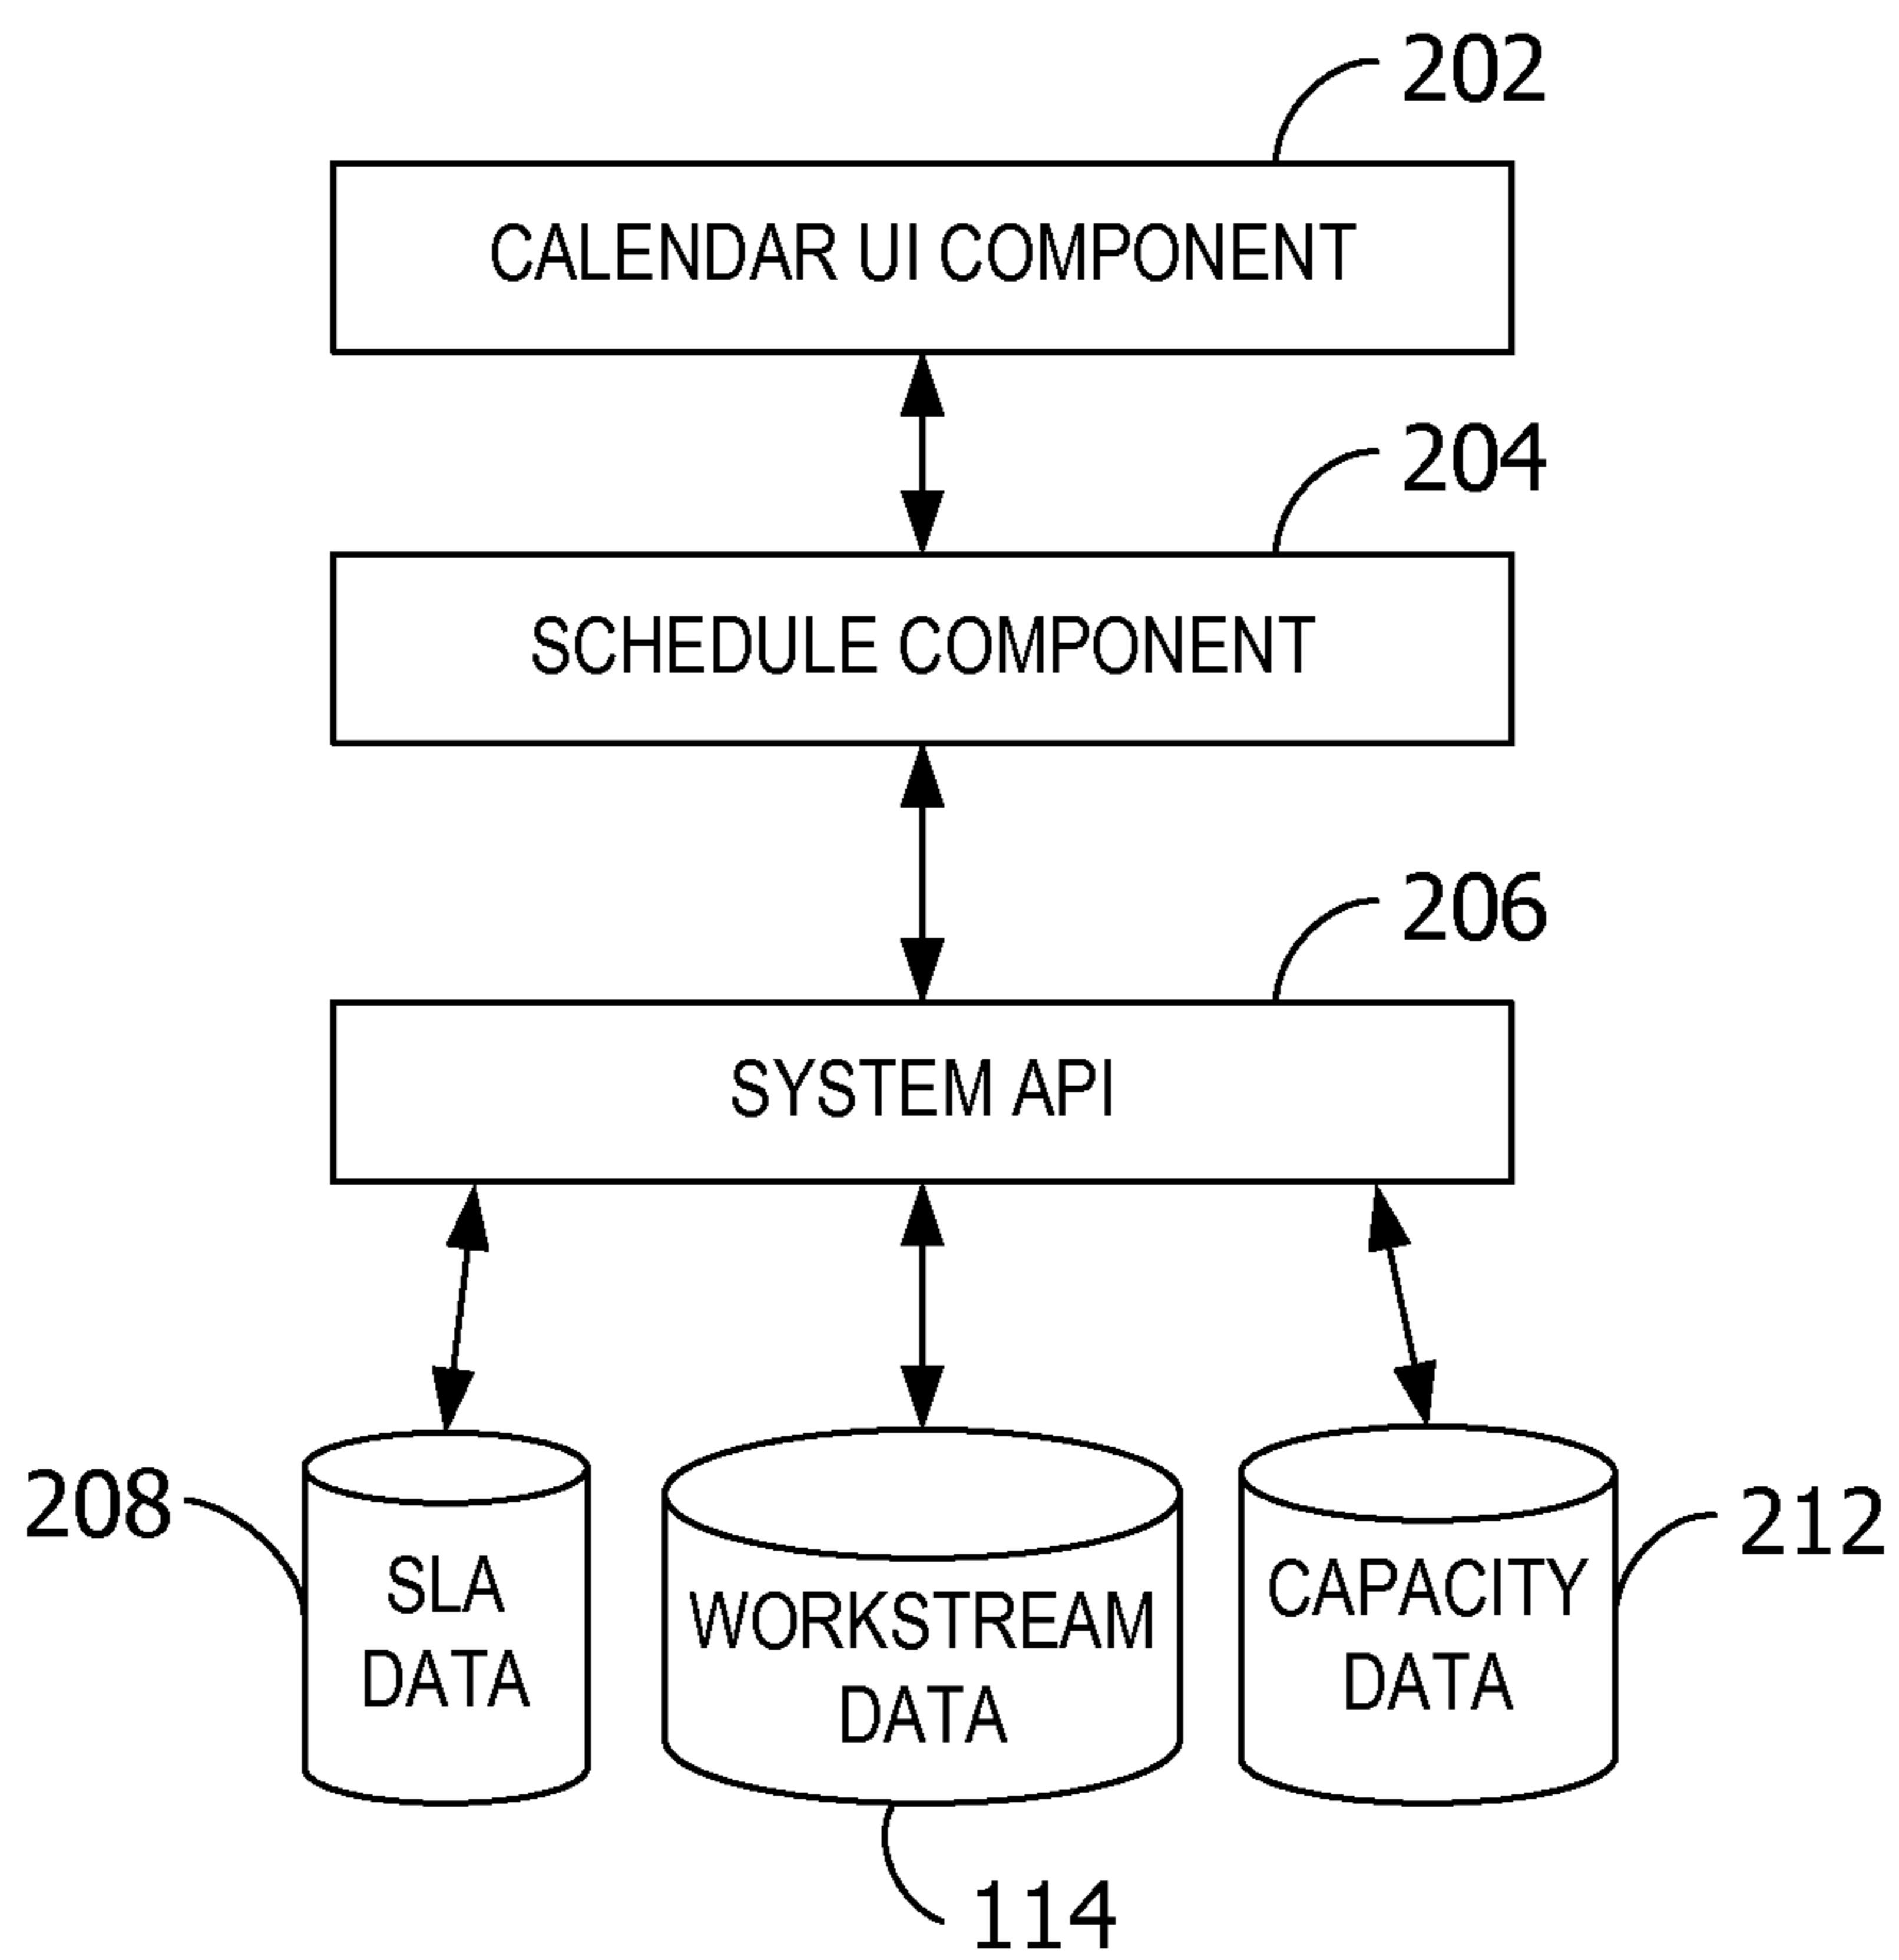 202
CALENDAR UI COMPONENT
204
SCHEDULE COMPONENT
206
SYSTEM API
208
SLA
DATA
WORKSTREAM
DATA
CAPACITY
DATA
212
114